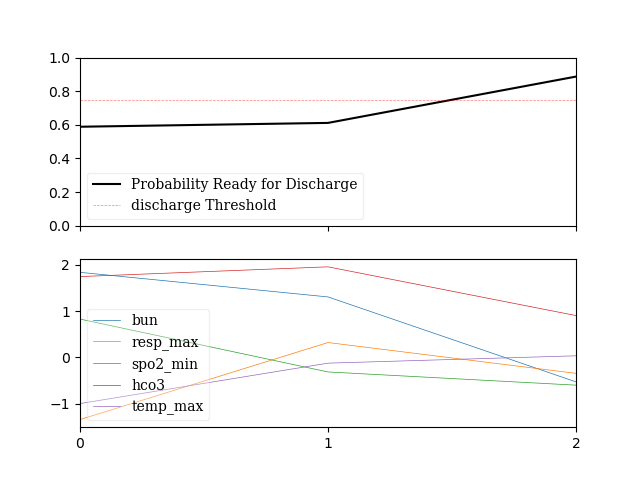 1.0
0.8
0.6
0.4
0.2
0.0
Probability Ready for Discharge
discharge Threshold
2
1
0
−1
bun
resp_max
spo2_min
hco3
temp_max
0 1 2